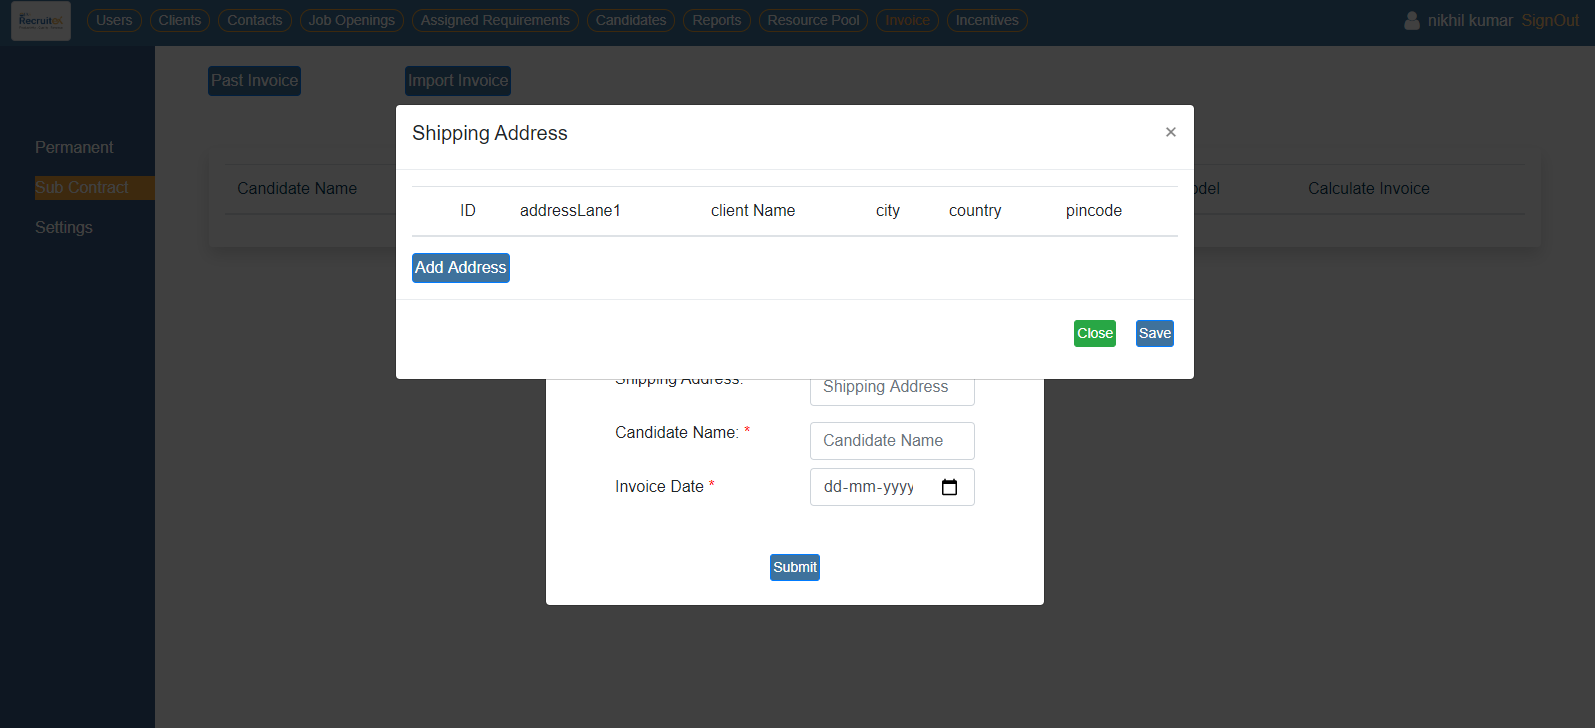 Recruit
Users Clients Contacts Job Openings Assigned Requirements Candidates Reports Resource Pool Invoice Incentives nikhil kumar SignOut
Past Invoice Import Invoice
Shipping Address ×
Permanent
Sub Contract
Settings
Candidate Name Calculate Invoice
ID addressLane1 client Name city country pincode
Add Address
Close Save
Shipping Address: Shipping Address
Candidate Name: * Candidate Name
Invoice Date * dd-mm-yyyy
Submit